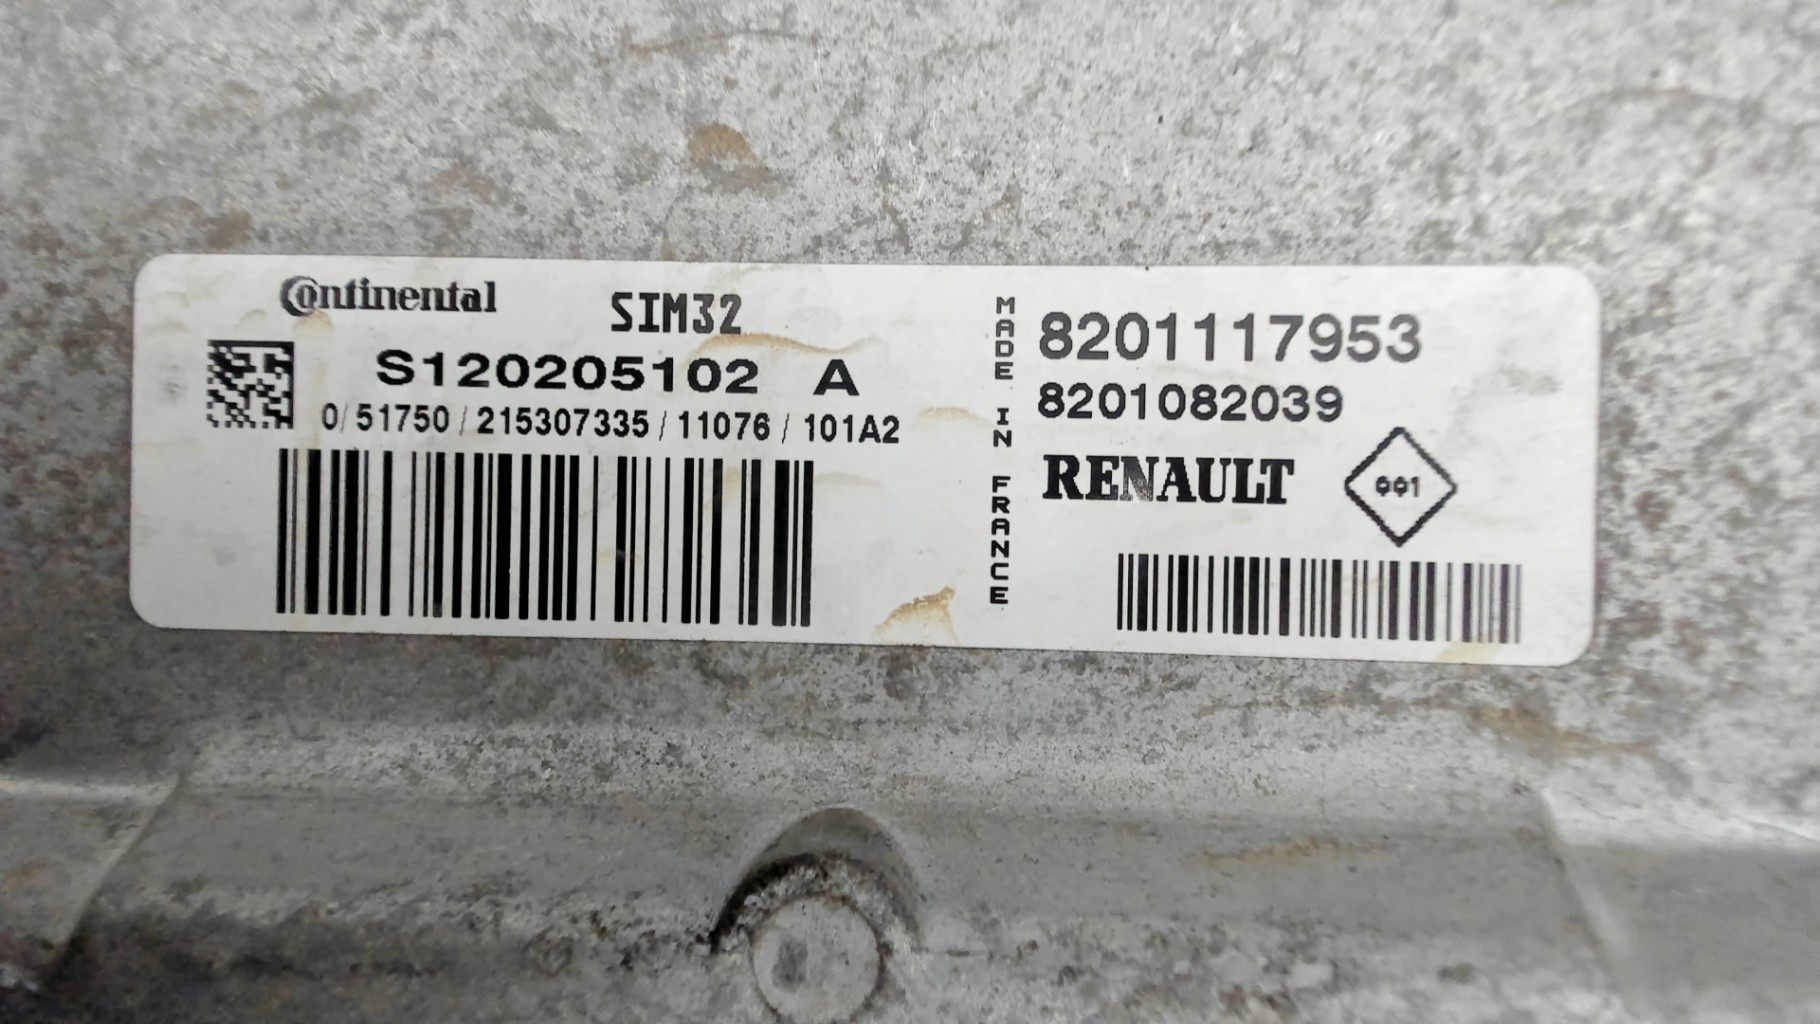 Continental SIM32
S120205102 A
0/51750/215307335/11076/101A2
MADE IN FRANCE
8201117953
8201082039
RENAULT 001